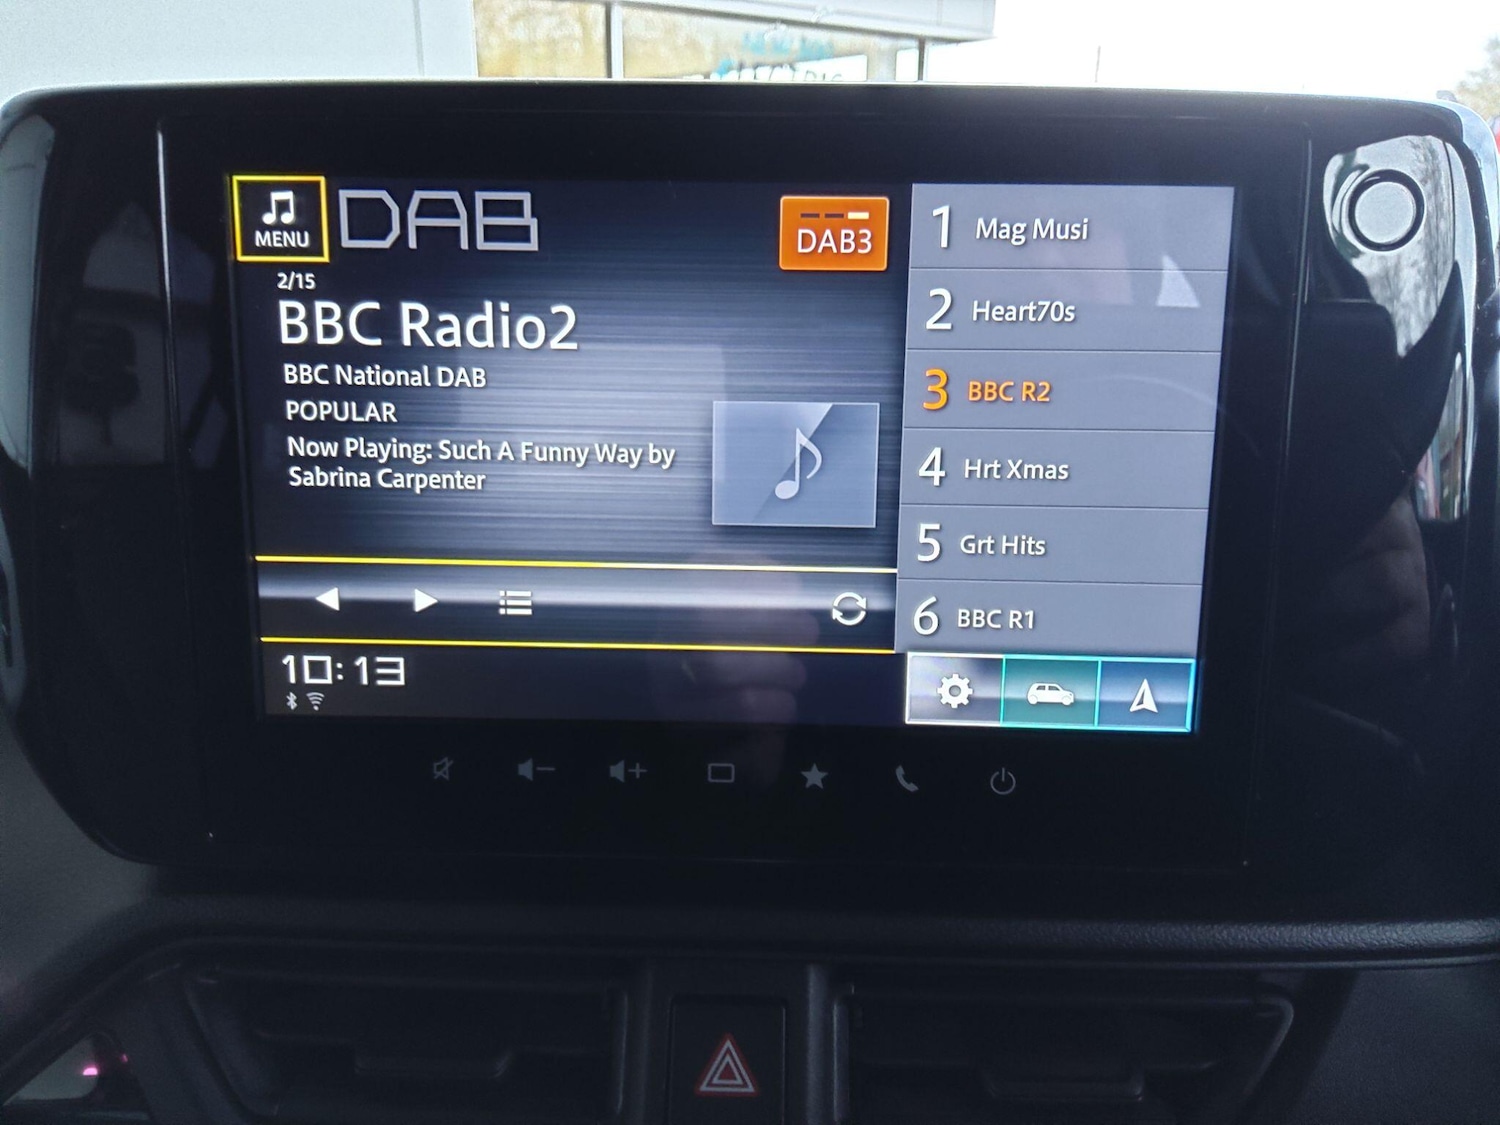 MENU
DAB
DAB3
2/15
BBC Radio2
BBC National DAB
POPULAR
Now Playing: Such A Funny Way by
Sabrina Carpenter
10:13
1 Mag Musi
2 Heart70s
3 BBC R2
4 Hrt Xmas
5 Grt Hits
6 BBC R1